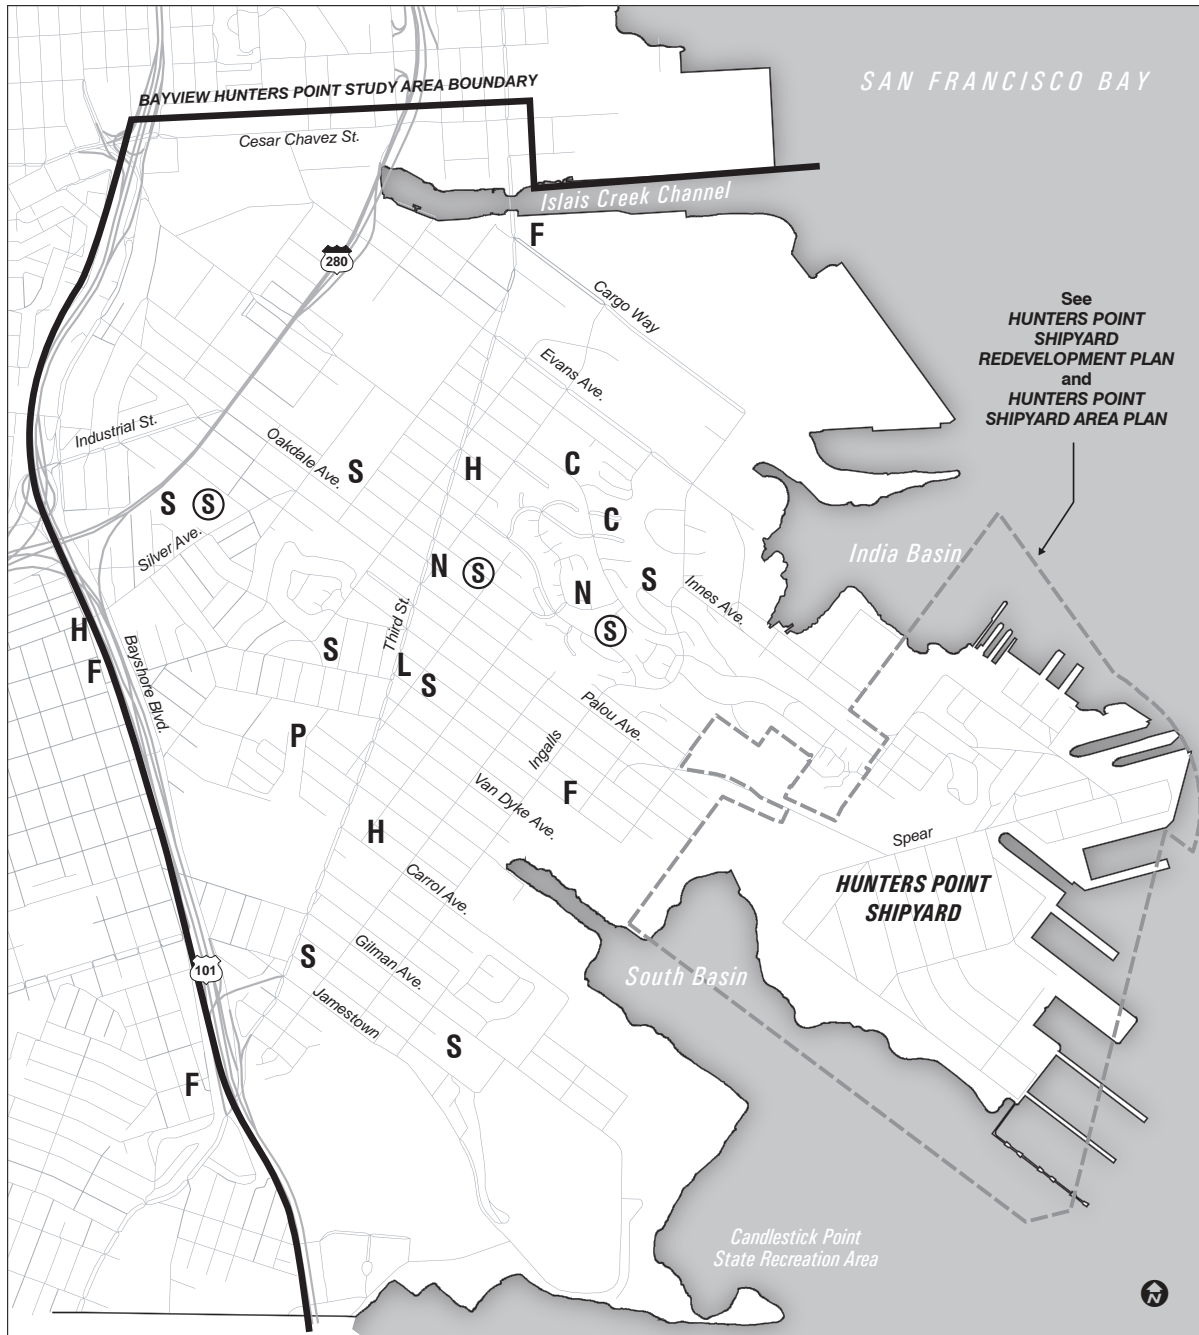 SAN FRANCISCO BAY
BAYVIEW HUNTERS POINT STUDY AREA BOUNDARY
Cesar Chavez St.
Islais Creek Channel
F
280
Cargo Way
See
HUNTERS POINT
SHIPYARD
REDEVELOPMENT PLAN
and
HUNTERS POINT
SHIPYARD AREA PLAN
Evans Ave.
Industrial St.
Oakdale Ave.
S
H
C
S
S
C
Silver Ave.
India Basin
N
S
N
S
Innes Ave.
H
Third St.
S
F
Bayshore Blvd.
S
L
S
P
Palou Ave.
Ingalls
F
Van Dyke Ave.
H
Spear
Carrol Ave.
HUNTERS POINT
SHIPYARD
S
Gilman Ave.
101
South Basin
Jamestown
S
F
Candlestick Point
State Recreation Area
N